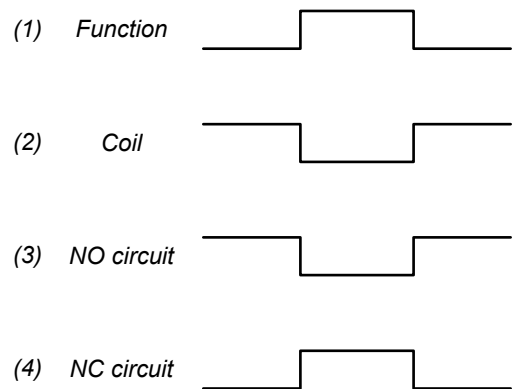 (1) Function
(2) Coil
(3) NO circuit
(4) NC circuit